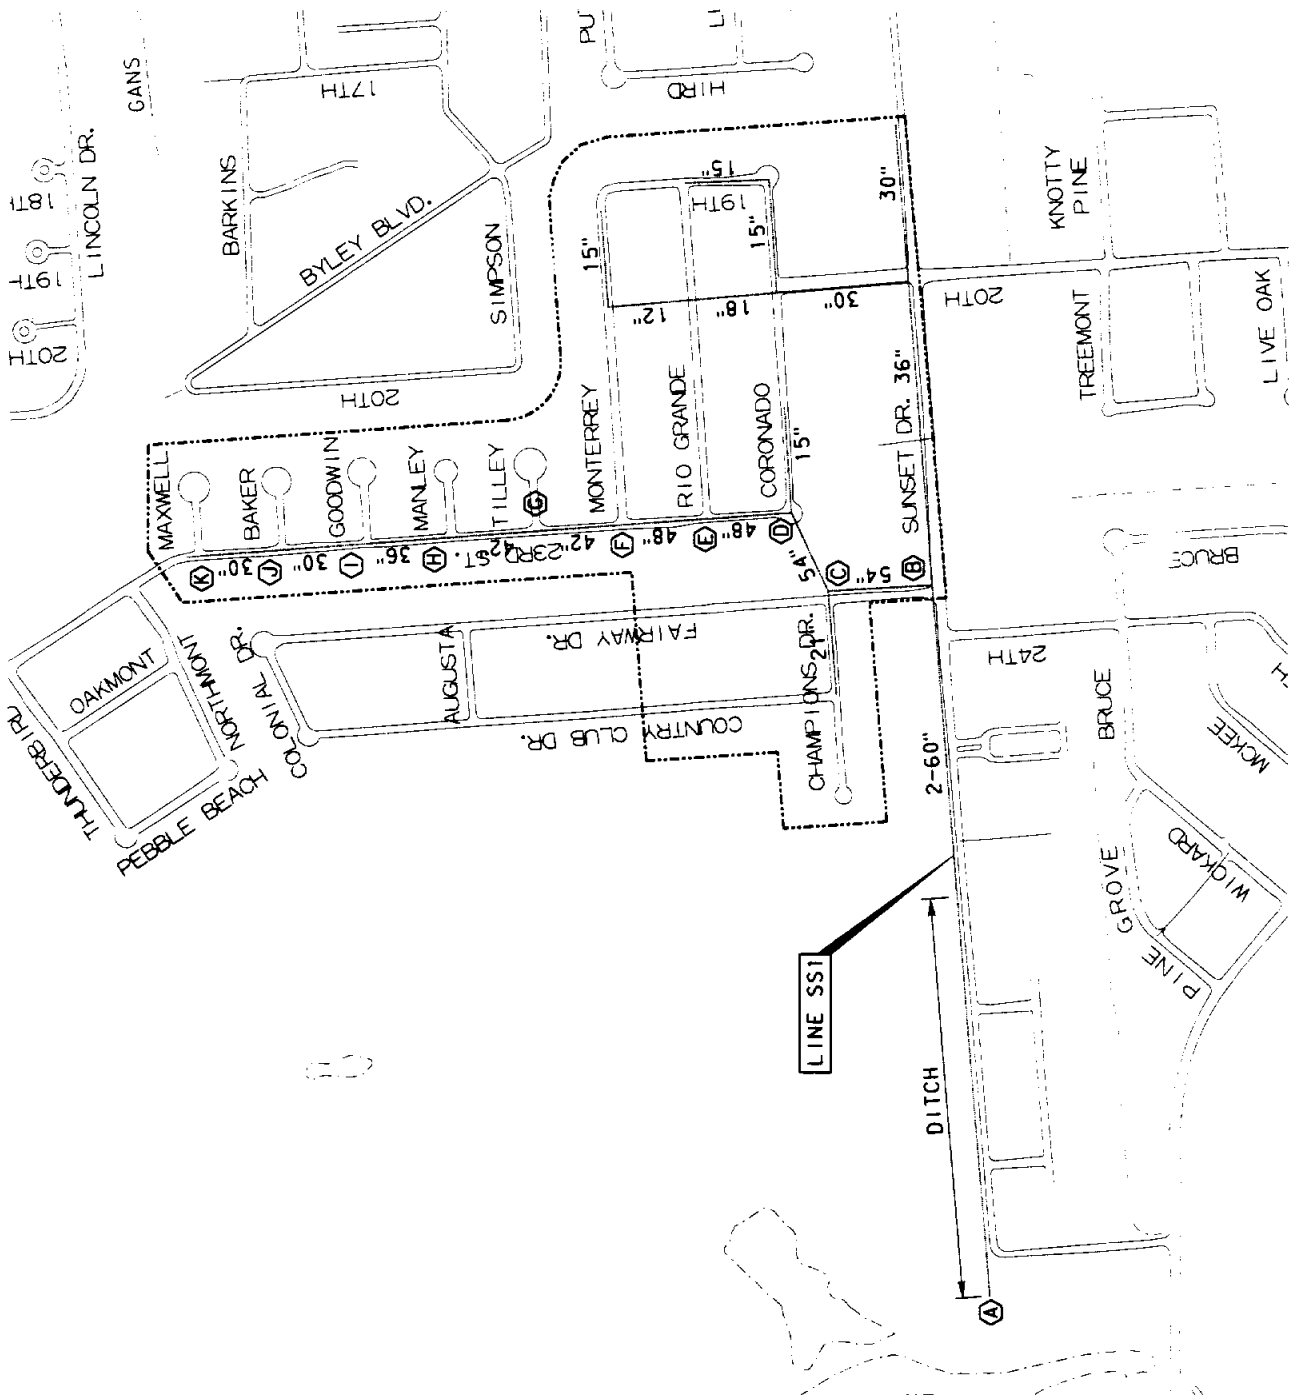 GANS
LINCOLN DR.
18TH
19TH
20TH
BARKINS
17TH
BYLEY BLVD.
SIMPSON
20TH
PU
HIRD
15"
19TH
15"
15"
30"
12"
18"
30"
KNOTTY
PINE
20TH
TREEMONT
LIVE OAK
MAXWELL
BAKER
GOODWIN
MANLEY
TILLEY
MONTERREY
RIO GRANDE
CORONADO
15"
SUNSET DR. 36"
K
30"
J
30"
I
36"
H
23RD ST.
42"
G
42"
F
48"
E
48"
D
54"
C
54"
B
BRUCE
THUNDERBIRD
OAKMONT
NORTHMONT
PEBBLE BEACH
COLONIAL DR.
AUGUSTA
FAIRWAY DR.
COUNTRY CLUB DR.
CHAMPIONS DR.
21"
24TH
BRUCE
MCKEE
2-60"
WICKARD
PINE GROVE
LINE SS1
DITCH
A